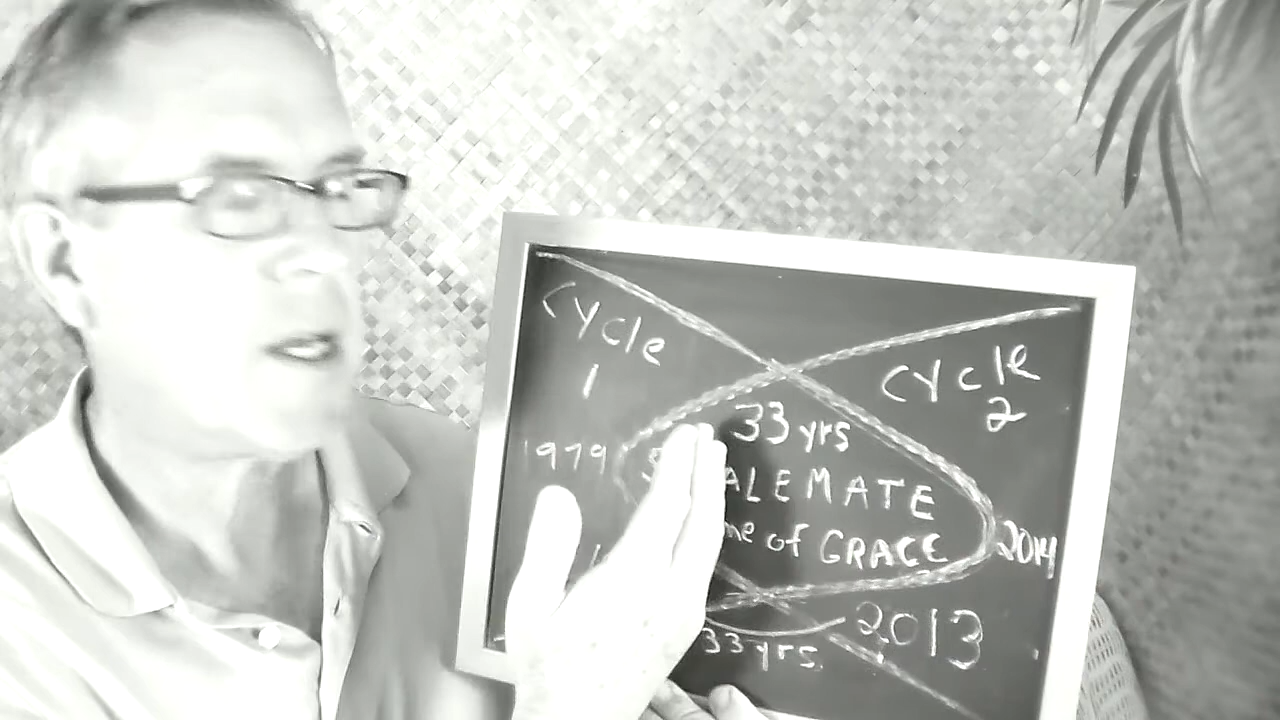 Cycle
1
Cycle
2
33 yrs
1979
ALEMATE
of GRACE
2014
2013
33 yrs.